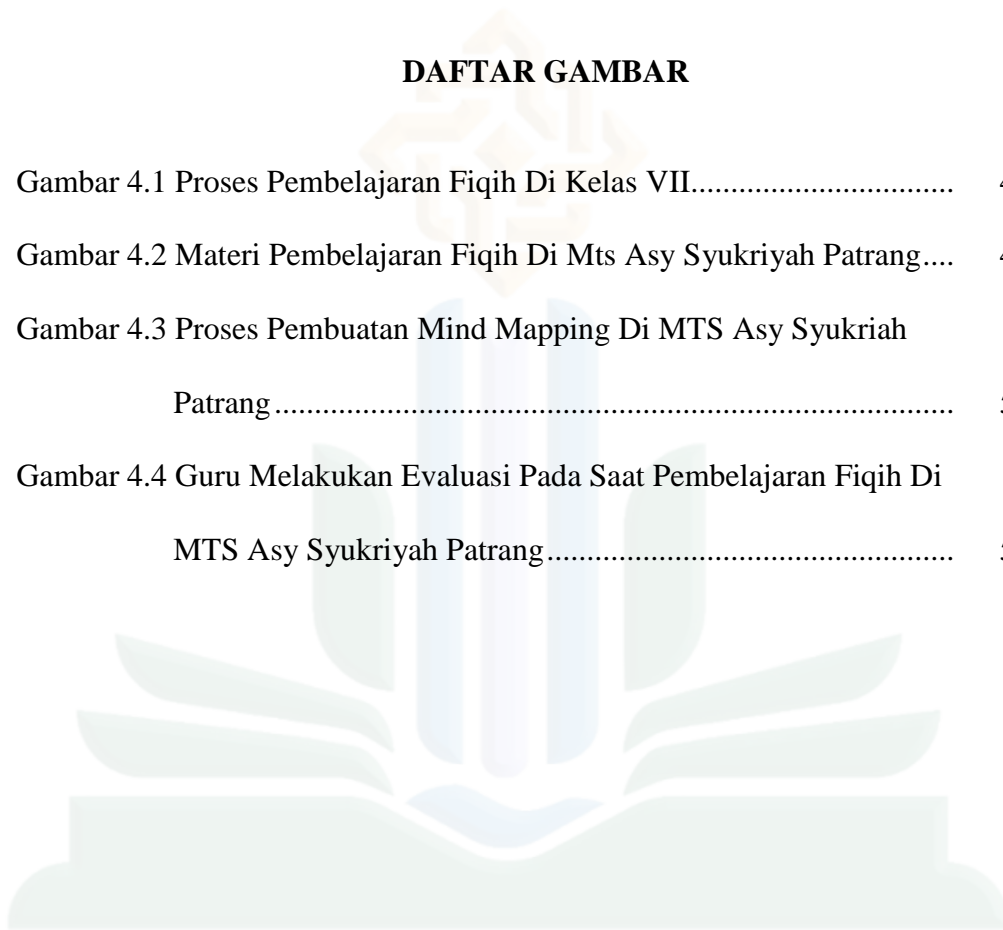 DAFTAR GAMBAR
Gambar 4.1 Proses Pembelajaran Fiqih Di Kelas VII.................................
Gambar 4.2 Materi Pembelajaran Fiqih Di Mts Asy Syukriyah Patrang....
Gambar 4.3 Proses Pembuatan Mind Mapping Di MTS Asy Syukriah
Patrang.....................................................................................
Gambar 4.4 Guru Melakukan Evaluasi Pada Saat Pembelajaran Fiqih Di
MTS Asy Syukriyah Patrang...................................................